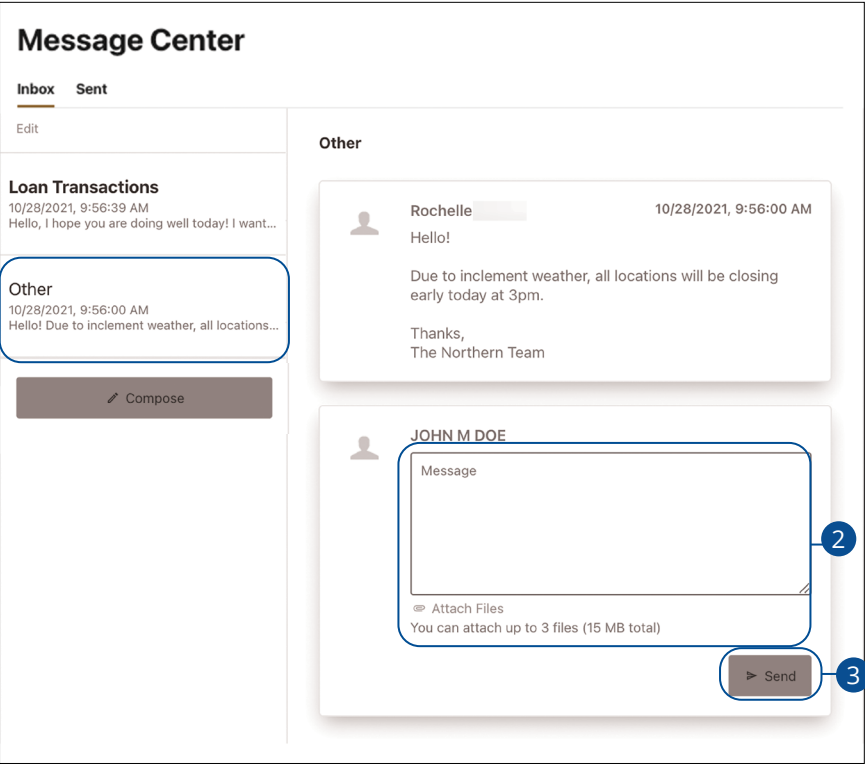 Message Center
Inbox Sent
Edit
Loan Transactions
10/28/2021, 9:56:39 AM
Hello, I hope you are doing well today! I want...
Other
10/28/2021, 9:56:00 AM
Hello! Due to inclement weather, all locations...
Compose
Other
Rochelle 10/28/2021, 9:56:00 AM
Hello!
Due to inclement weather, all locations will be closing
early today at 3pm.
Thanks,
The Northern Team
JOHN M DOE
Message
2
Attach Files
You can attach up to 3 files (15 MB total)
Send
3